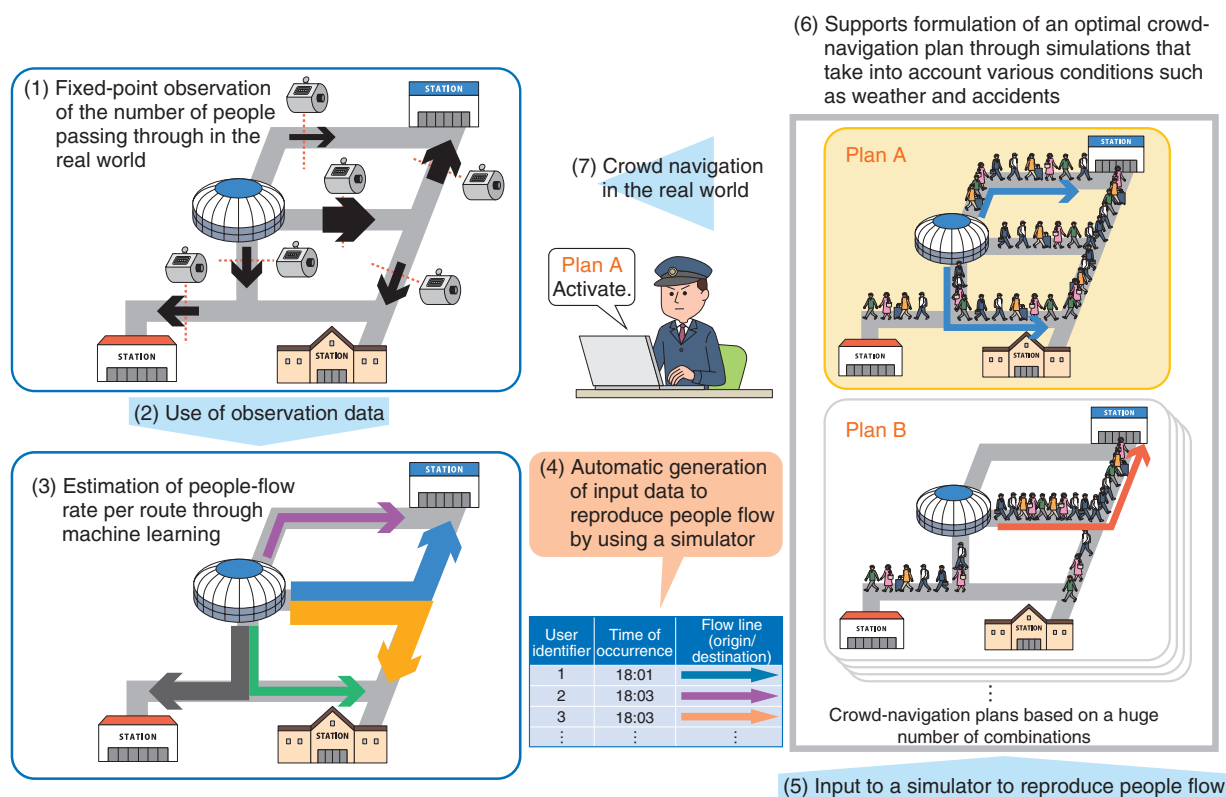 (1) Fixed-point observation
of the number of people
passing through in the
real world
STATION
STATION
STATION
(2) Use of observation data
(3) Estimation of people-flow
rate per route through
machine learning
STATION
STATION
STATION
(4) Automatic generation
of input data to
reproduce people flow
by using a simulator
User
identifier
Time of
occurrence
Flow line
(origin/
destination)
1 18:01
2 18:03
3 18:03
⋮ ⋮ ⋮
(5) Input to a simulator to reproduce people flow
(6) Supports formulation of an optimal crowd-
navigation plan through simulations that
take into account various conditions such
as weather and accidents
Plan A
STATION
STATION
STATION
Plan B
STATION
STATION
STATION
⋮
Crowd-navigation plans based on a huge
number of combinations
(7) Crowd navigation
in the real world
Plan A
Activate.